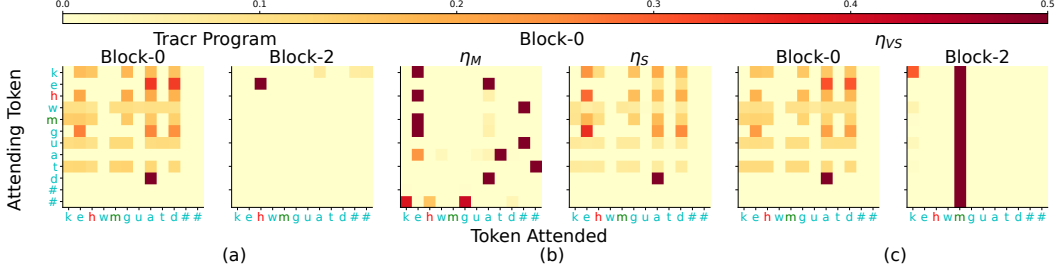 0.0 0.1 0.2 0.3 0.4 0.5
Tracr Program Block-0 η_VS
Block-0 Block-2 η_M η_S Block-0 Block-2
Attending Token
k
e
h
w
m
g
u
a
t
d
#
#
k e h w m g u a t d # # k e h w m g u a t d # # k e h w m g u a t d # # k e h w m g u a t d # # k e h w m g u a t d # # k e h w m g u a t d # #
Token Attended
(a) (b) (c)